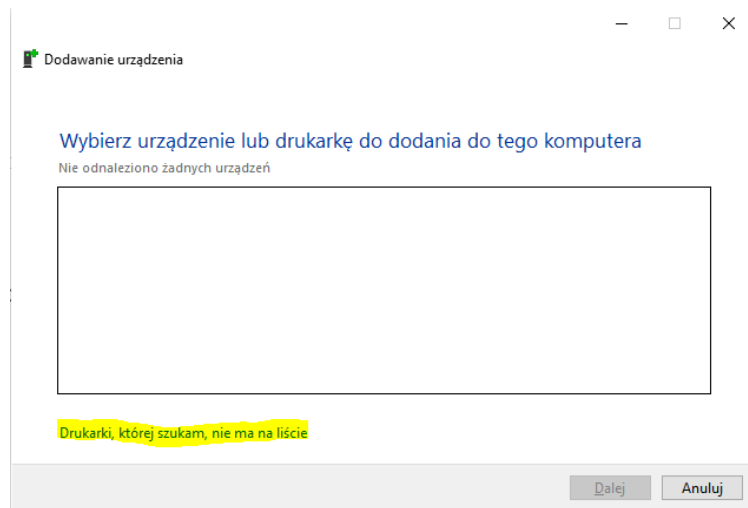 Dodawanie urządzenia
Wybierz urządzenie lub drukarkę do dodania do tego komputera
Nie odnaleziono żadnych urządzeń
Drukarki, której szukam, nie ma na liście
Dalej
Anuluj